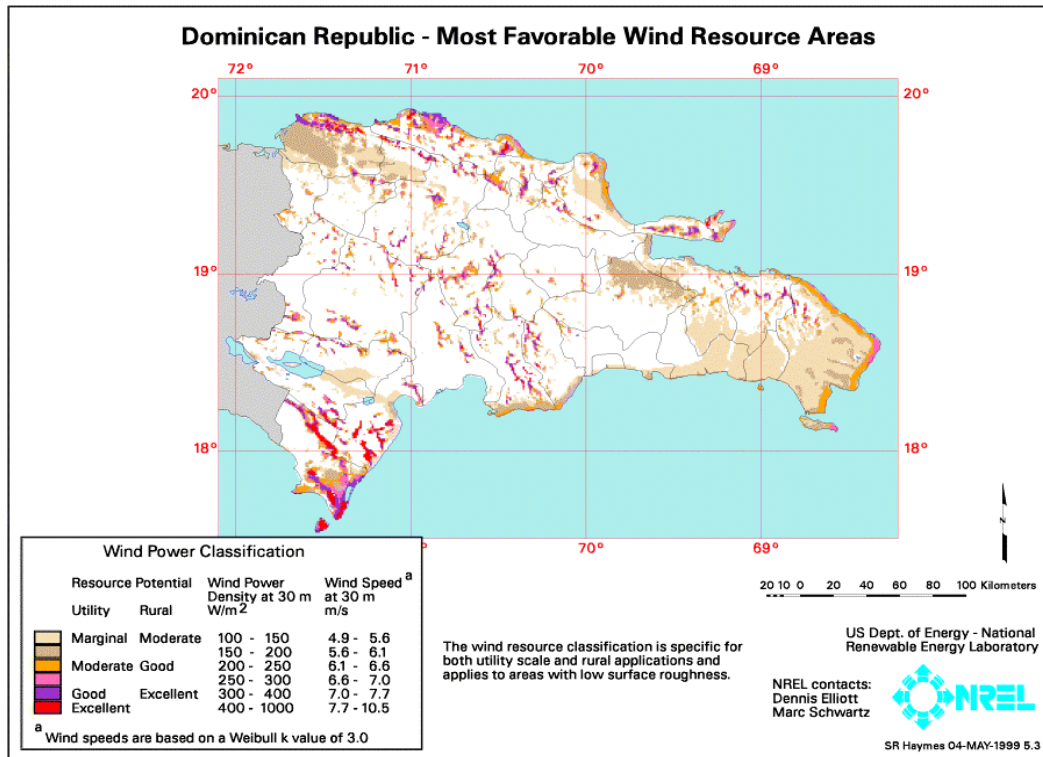 Dominican Republic - Most Favorable Wind Resource Areas
72° 71° 70° 69°
20° 20°
19° 19°
18° 18°
70° 69°
N
Wind Power Classification
Resource Potential Wind Power Wind Speed a
Density at 30 m at 30 m
Utility Rural W/m2 m/s
Marginal Moderate 100 - 150 4.9 - 5.6
150 - 200 5.6 - 6.1
Moderate Good 200 - 250 6.1 - 6.6
250 - 300 6.6 - 7.0
Good Excellent 300 - 400 7.0 - 7.7
Excellent 400 - 1000 7.7 - 10.5
a Wind speeds are based on a Weibull k value of 3.0
The wind resource classification is specific for
both utility scale and rural applications and
applies to areas with low surface roughness.
20 10 0 20 40 60 80 100 Kilometers
US Dept. of Energy - National
Renewable Energy Laboratory
NREL contacts:
Dennis Elliott
Marc Schwartz
NREL
SR Haymes 04-MAY-1999 5.3